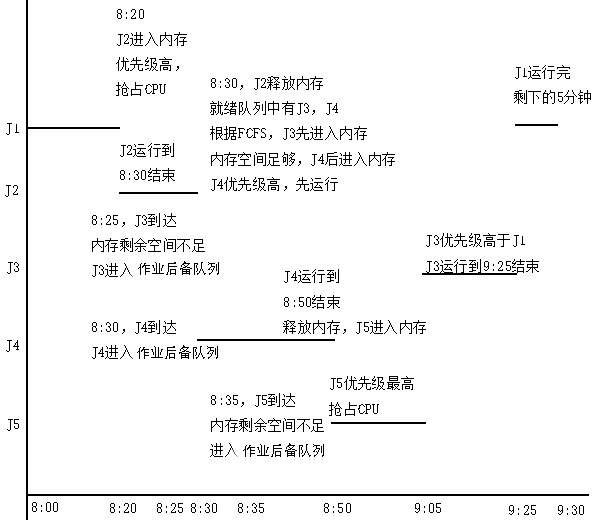 8:20
J2进入内存
优先级高，
抢占CPU
8:30，J2释放内存
就绪队列中有J3，J4
根据FCFS，J3先进入内存
内存空间足够，J4后进入内存
J4优先级高，先运行
J1运行完
剩下的5分钟
J1
J2运行到
8:30结束
J2
8:25，J3到达
内存剩余空间不足
J3进入 作业后备队列
J3
J3优先级高于J1
J3运行到9:25结束
J4运行到
8:50结束
释放内存，J5进入内存
8:30，J4到达
J4进入 作业后备队列
J4
J5优先级最高
抢占CPU
8:35，J5到达
内存剩余空间不足
进入 作业后备队列
J5
8:00 8:20 8:25 8:30 8:35 8:50 9:05 9:25 9:30